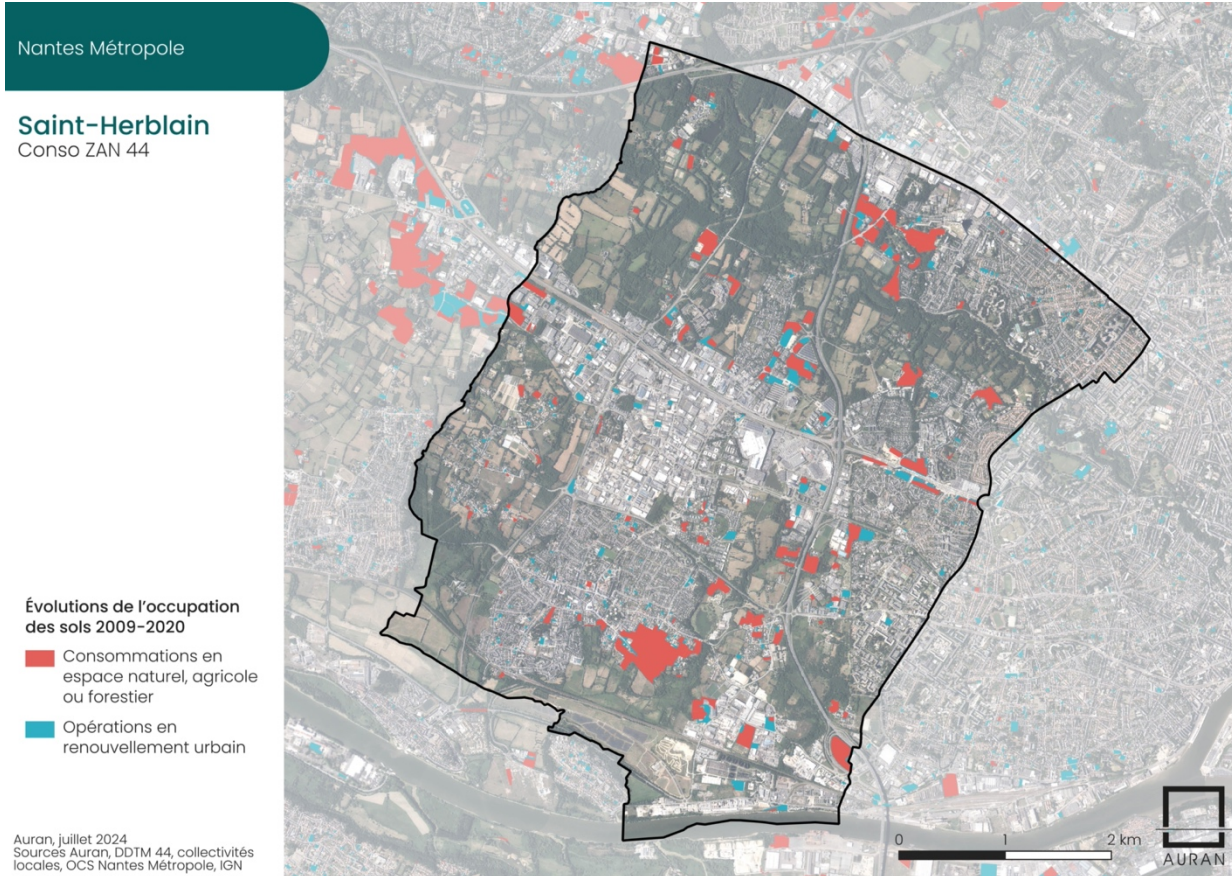 Nantes Métropole
Saint-Herblain
Conso ZAN 44
Évolutions de l'occupation
des sols 2009-2020
Consommations en
espace naturel, agricole
ou forestier
Opérations en
renouvellement urbain
Auran, juillet 2024
Sources Auran, DDTM 44, collectivités
locales, OCS Nantes Métropole, IGN
0 1 2 km
AURAN